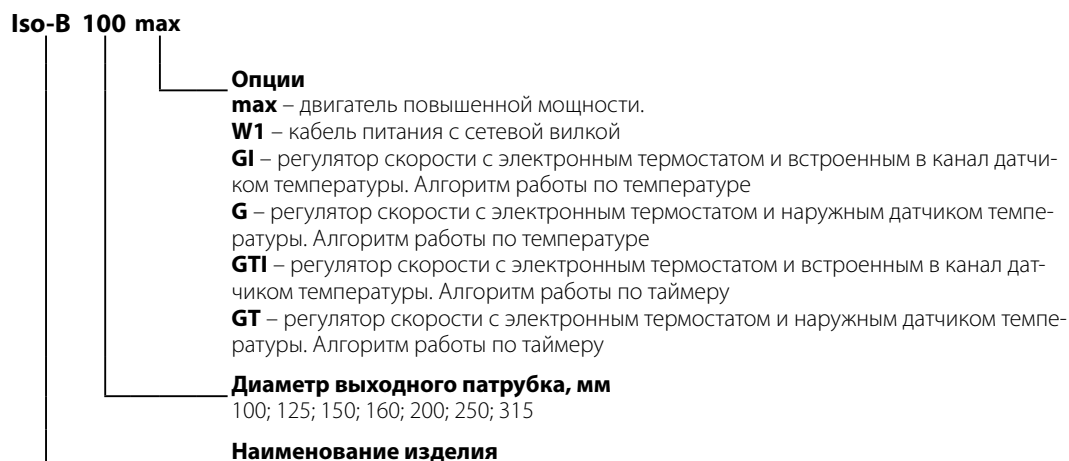 Iso-B 100 max
Опции
max – двигатель повышенной мощности.
W1 – кабель питания с сетевой вилкой
GI – регулятор скорости с электронным термостатом и встроенным в канал датчи-
ком температуры. Алгоритм работы по температуре
G – регулятор скорости с электронным термостатом и наружным датчиком темпе-
ратуры. Алгоритм работы по температуре
GTI – регулятор скорости с электронным термостатом и встроенным в канал дат-
чиком температуры. Алгоритм работы по таймеру
GT – регулятор скорости с электронным термостатом и наружным датчиком темпе-
ратуры. Алгоритм работы по таймеру
Диаметр выходного патрубка, мм
100; 125; 150; 160; 200; 250; 315
Наименование изделия